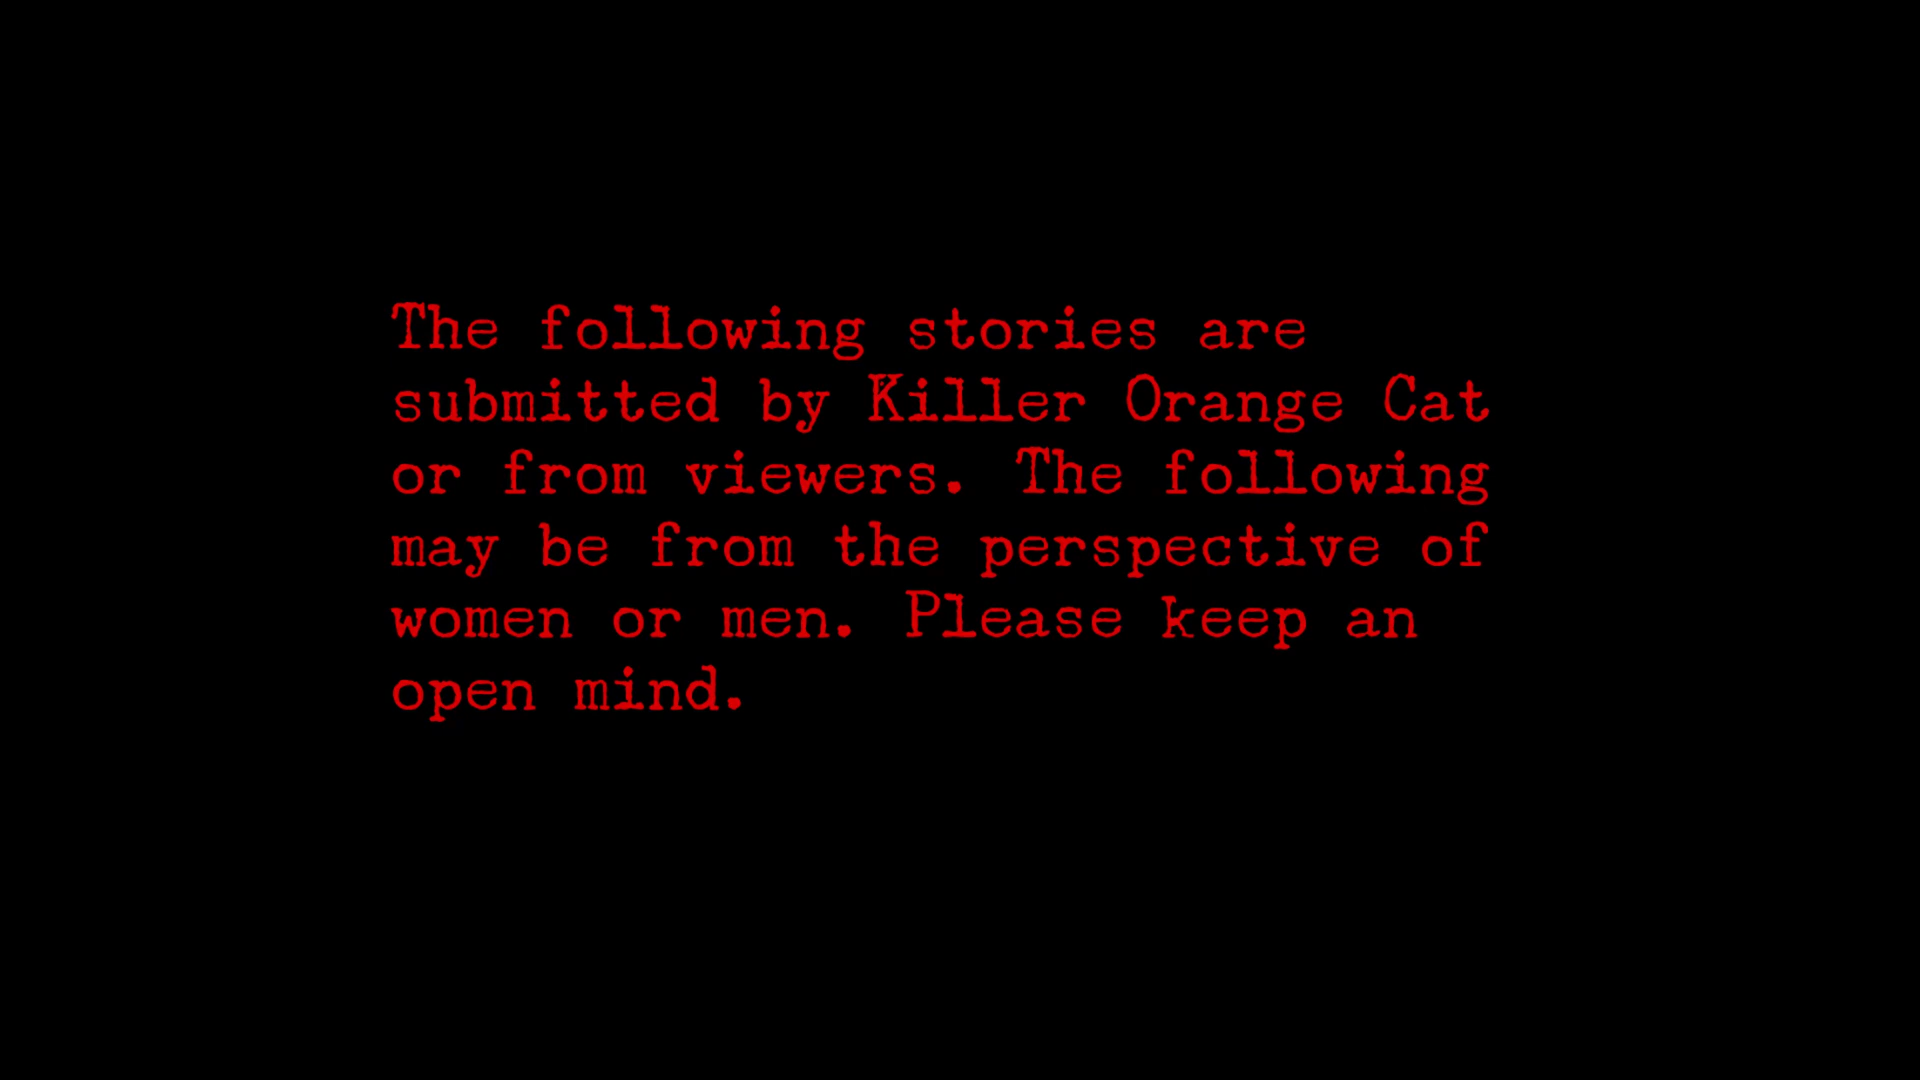 The following stories are
submitted by Killer Orange Cat
or from viewers. The following
may be from the perspective of
women or men. Please keep an
open mind.